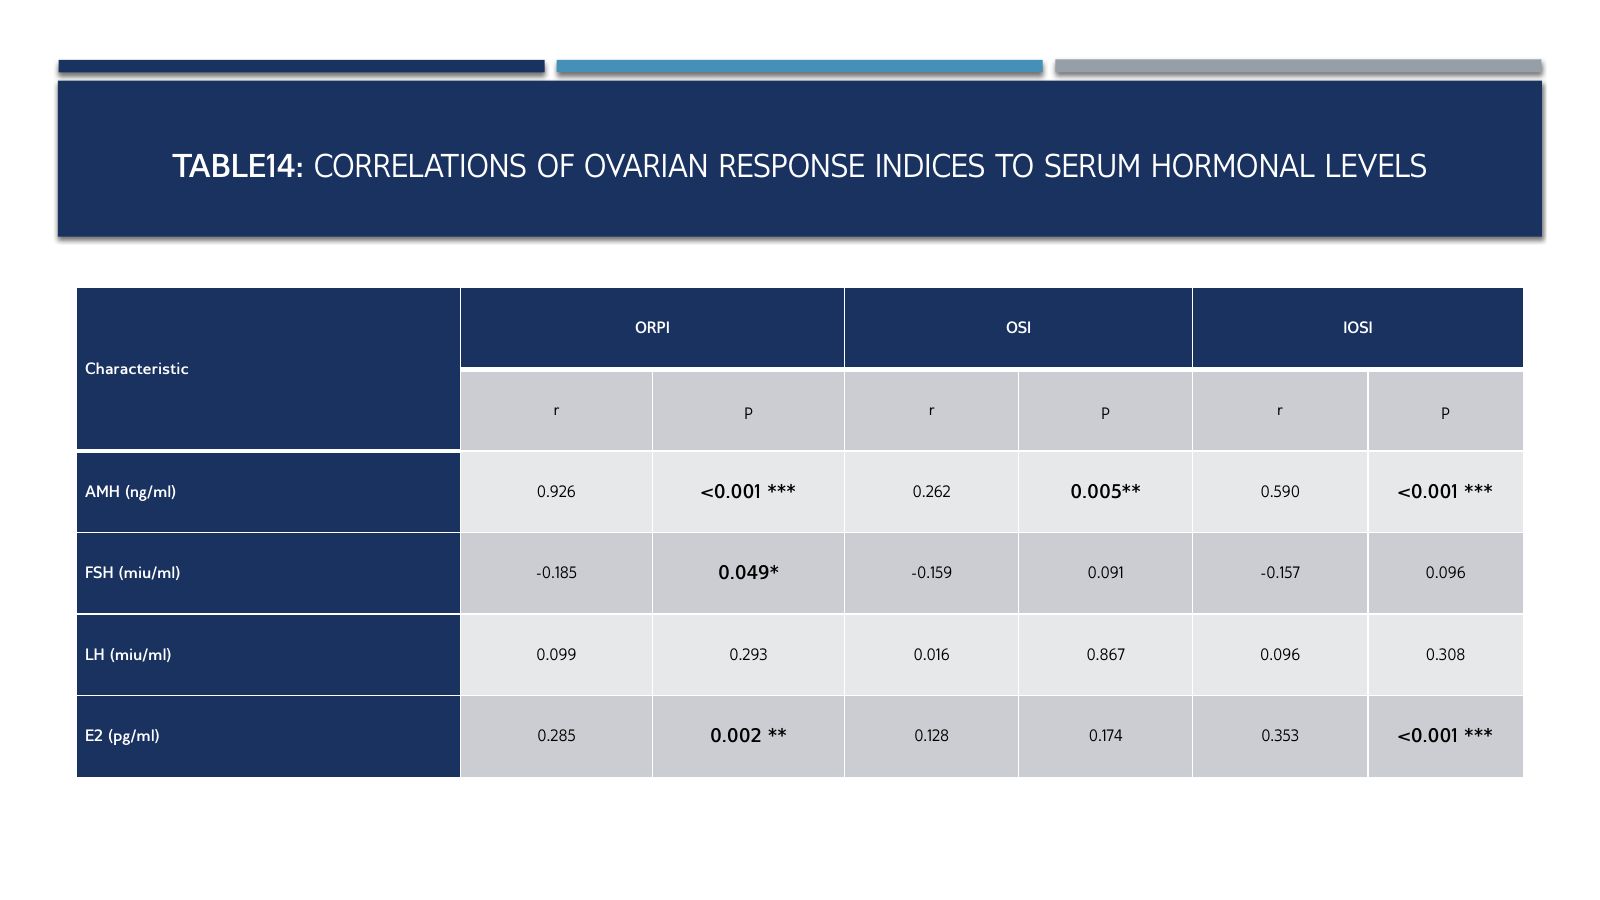 TABLE14: CORRELATIONS OF OVARIAN RESPONSE INDICES TO SERUM HORMONAL LEVELS
Characteristic ORPI OSI IOSI
r P r P r P
AMH (ng/ml) 0.926 <0.001 *** 0.262 0.005** 0.590 <0.001 ***
FSH (miu/ml) -0.185 0.049* -0.159 0.091 -0.157 0.096
LH (miu/ml) 0.099 0.293 0.016 0.867 0.096 0.308
E2 (pg/ml) 0.285 0.002 ** 0.128 0.174 0.353 <0.001 ***